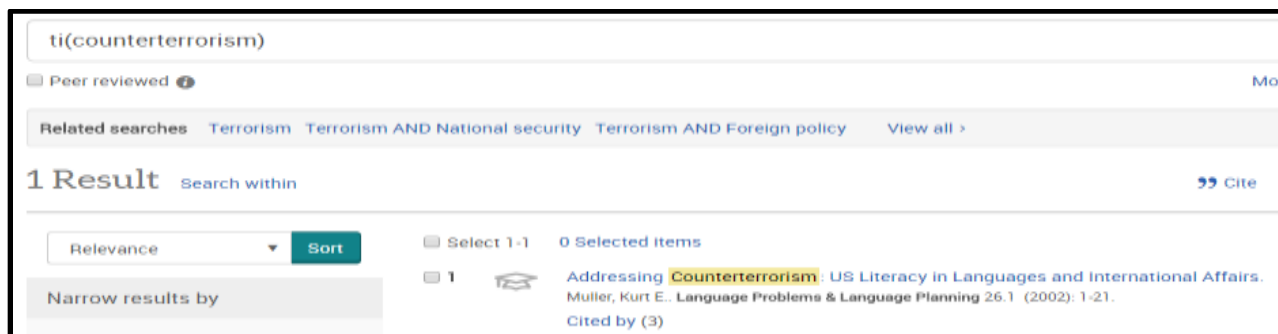 ti(counterterrorism)
Peer reviewed
Related searches Terrorism Terrorism AND National security Terrorism AND Foreign policy View all ›
1 Result Search within
Cite
Relevance Sort
Select 1-1 0 Selected items
1 Addressing Counterterrorism: US Literacy in Languages and International Affairs.
Narrow results by
Muller, Kurt E.. Language Problems & Language Planning 26.1 (2002): 1-21.
Cited by (3)